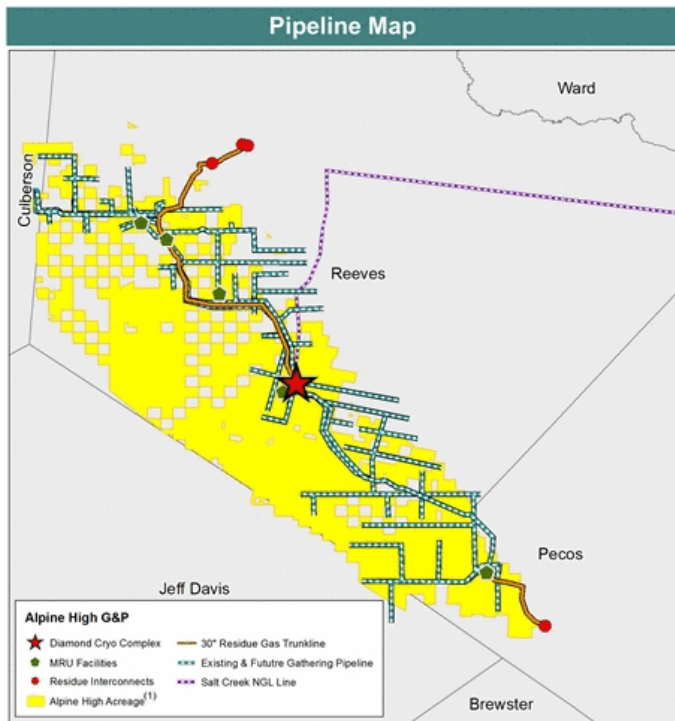 Pipeline Map
Ward
Culberson
Reeves
Pecos
Jeff Davis
Alpine High G&P
Diamond Cryo Complex
MRU Facilities
Residue Interconnects
Alpine High Acreage(1)
30" Residue Gas Trunkline
Existing & Fututre Gathering Pipeline
Salt Creek NGL Line
Brewster